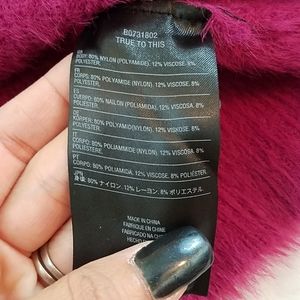 B0731802
TRUE TO THIS
BODY: 80% NYLON (POLYAMIDE), 12% VISCOSE, 8%
POLYESTER.
CORPS: 80% POLYAMIDE (NYLON), 12% VISCOSE, 8%
POLYESTER.
ES
CUERPO: 80% NAILON (POLIAMIDA), 12% VISCOSA, 8%
POLIÉSTER.
DE
KÖRPER: 80% POLYAMID(NYLON), 12% VISKOSE, 8%
POLYESTER.
IT
CORPO: 80% POLIAMMIDE(NYLON), 12% VISCOSA, 8%
POLIESTERE.
PT
CORPO: 80% POLIAMIDA, 12% VISCOSE, 8%
POLIÉSTER.
JPN
身体: 80% ナイロン, 12% レーヨン, 8% ポリエステル
MADE IN CHINA
FABRIQUÉ EN CHINE
FABRICADO NA CHINA
HECHO